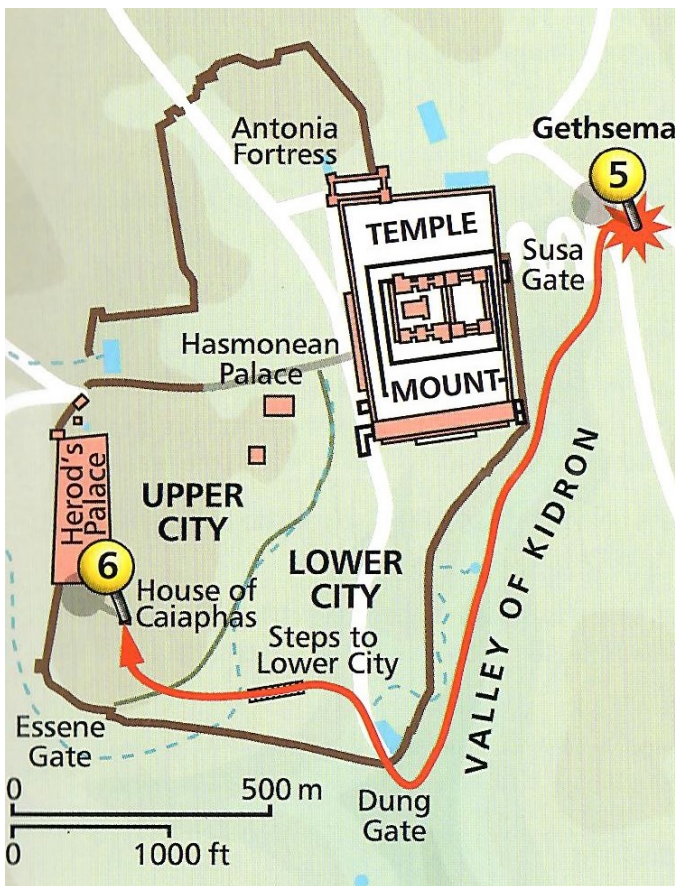 Antonia
Fortress
Gethsema
5
TEMPLE
Susa
Gate
Hasmonean
Palace
MOUNT
Herod's
Palace
UPPER
CITY
6
House of
Caiaphas
LOWER
CITY
Steps to
Lower City
VALLEY OF KIDRON
Essene
Gate
Dung
Gate
0 500 m
0 1000 ft